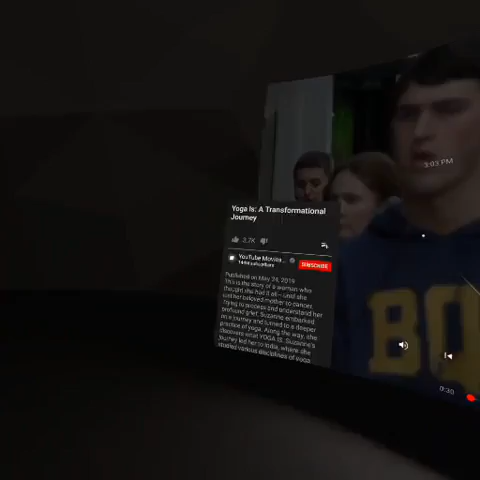 3:03 PM
Yoga Is: A Transformational
Journey
2.7K
YouTube Movies...
SUBSCRIBE
Published on May 24, 2019
This is the story of a woman who
thought she had it all—until she
lost her beloved mother to cancer.
Trying to process and understand her
profound grief, Suzanne embarked
on a journey and turned to a deeper
practice of yoga. Along the way, she
discovers what YOGA IS. Suzanne's
journey led her to India, where she
studied various disciplines of yoga
BO
0:30